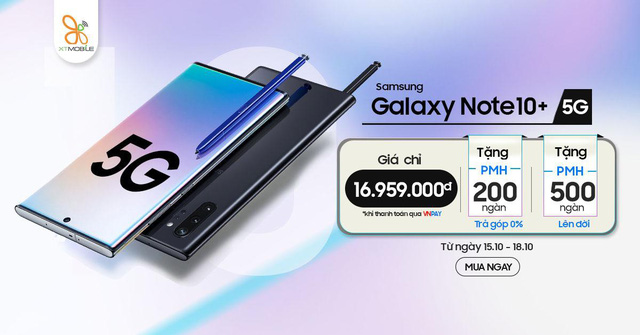 XTMOBILE
10
5G
Samsung
Galaxy Note10+ 5G
Giá chỉ
16.959.000đ
*khi thanh toán qua VNPAY
Tặng
PMH
200
ngàn
Trả góp 0%
Tặng
PMH
500
ngàn
Lên đời
Từ ngày 15.10 - 18.10
MUA NGAY